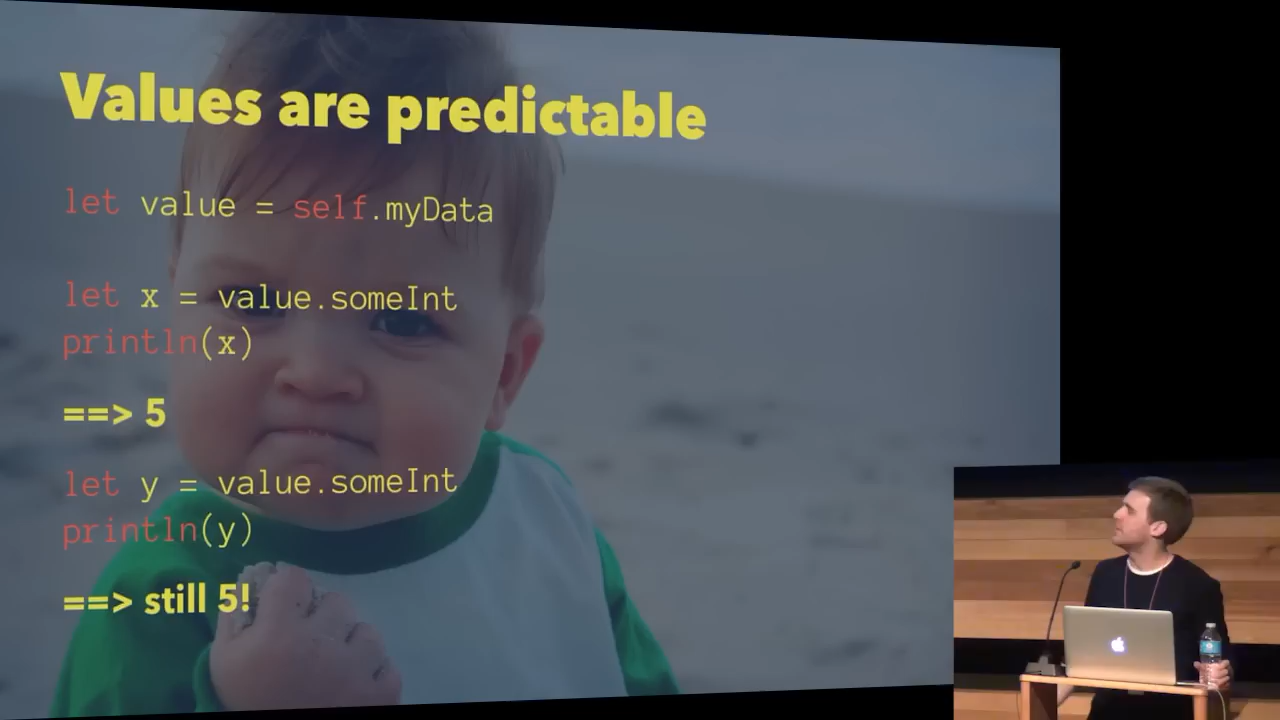 Values are predictable
let value = self.myData
let x = value.someInt
println(x)
==> 5
let y = value.someInt
println(y)
==> still 5!